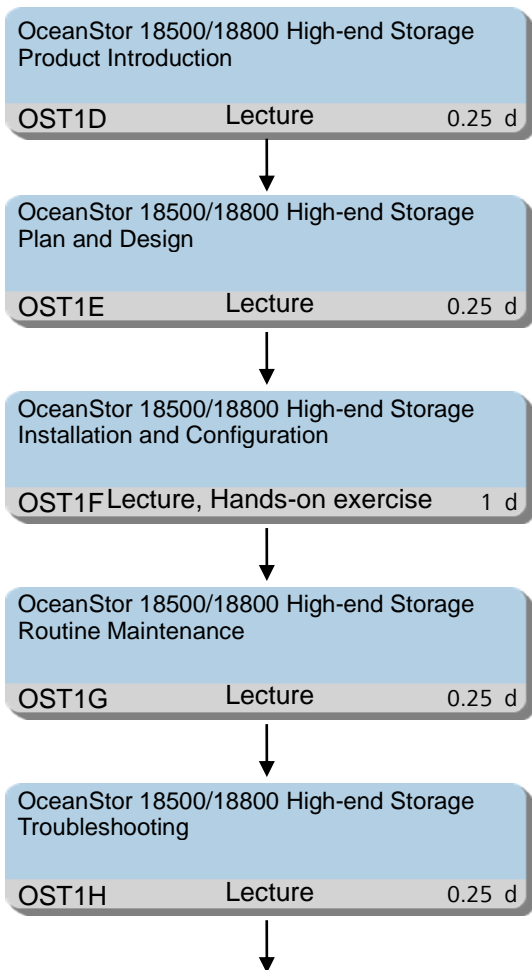 OceanStor 18500/18800 High-end Storage
Product Introduction
OST1D Lecture 0.25 d
OceanStor 18500/18800 High-end Storage
Plan and Design
OST1E Lecture 0.25 d
OceanStor 18500/18800 High-end Storage
Installation and Configuration
OST1F Lecture, Hands-on exercise 1 d
OceanStor 18500/18800 High-end Storage
Routine Maintenance
OST1G Lecture 0.25 d
OceanStor 18500/18800 High-end Storage
Troubleshooting
OST1H Lecture 0.25 d